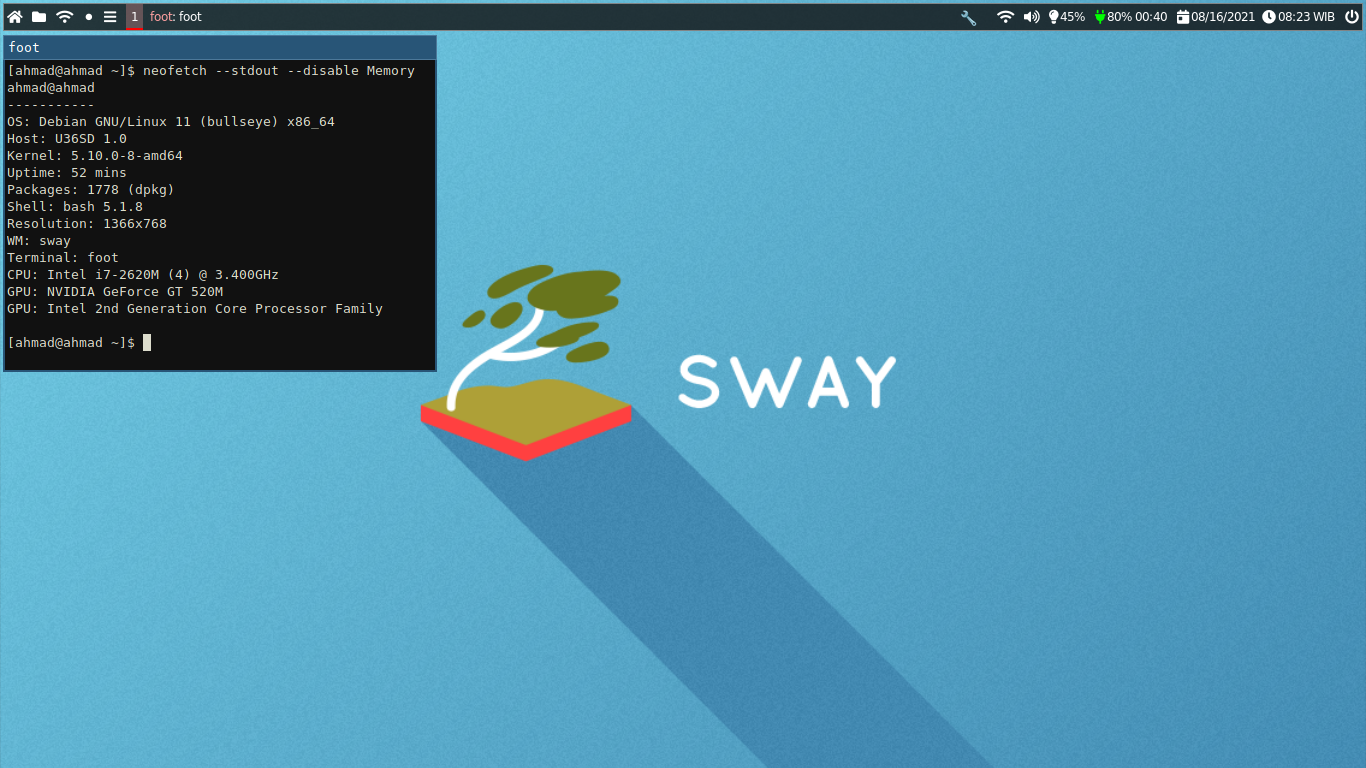 1 foot: foot 45% 80% 00:40 08/16/2021 08:23 WIB
foot
[ahmad@ahmad ~]$ neofetch --stdout --disable Memory
ahmad@ahmad
-----------
OS: Debian GNU/Linux 11 (bullseye) x86_64
Host: U36SD 1.0
Kernel: 5.10.0-8-amd64
Uptime: 52 mins
Packages: 1778 (dpkg)
Shell: bash 5.1.8
Resolution: 1366x768
WM: sway
Terminal: foot
CPU: Intel i7-2620M (4) @ 3.400GHz
GPU: NVIDIA GeForce GT 520M
GPU: Intel 2nd Generation Core Processor Family
[ahmad@ahmad ~]$
SWAY